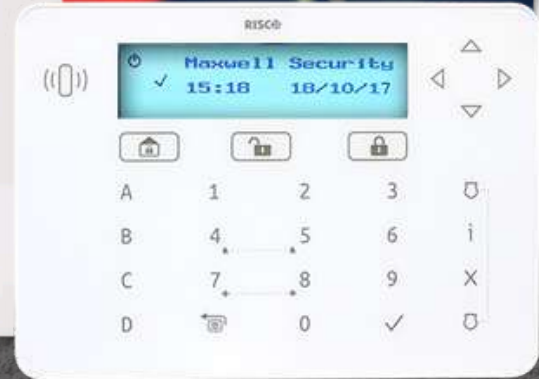 RISCO
Maxwell Security
15:18 18/10/17
A 1 2 3
B 4 5 6 i
C 7 8 9 X
D 0